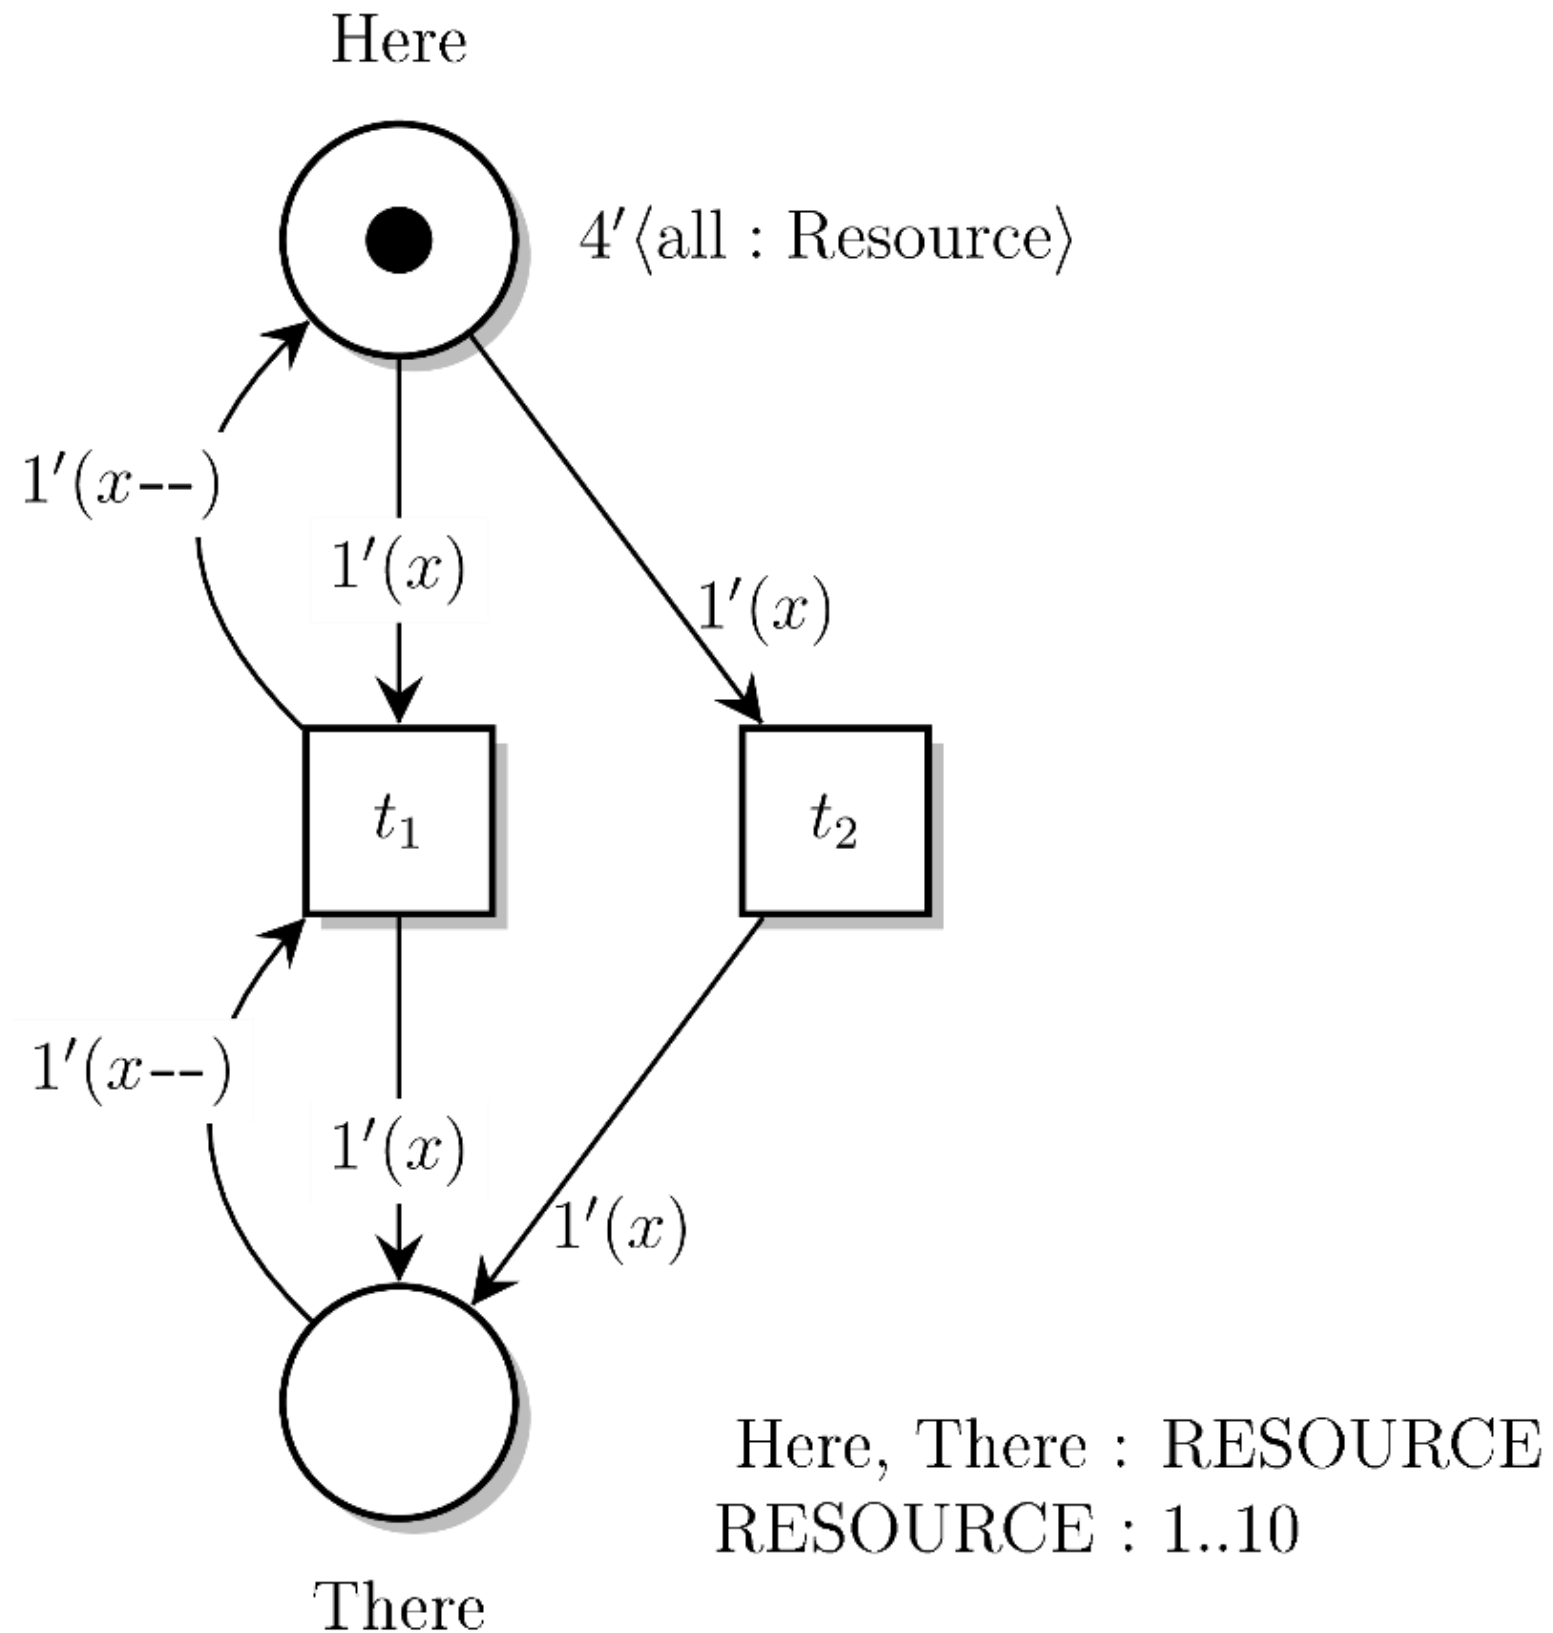 Here
4′⟨all : Resource⟩
1′(x--)
1′(x)
1′(x)
t₁
t₂
1′(x--)
1′(x)
1′(x)
Here, There : RESOURCE
RESOURCE : 1..10
There